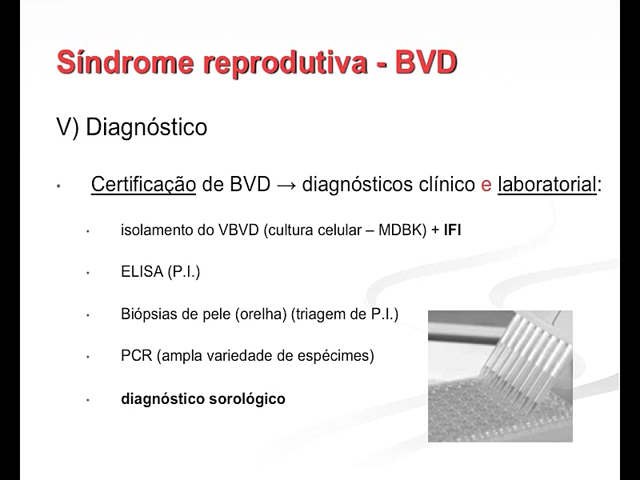 Síndrome reprodutiva - BVD
V) Diagnóstico
• Certificação de BVD → diagnósticos clínico e laboratorial:
• isolamento do VBVD (cultura celular – MDBK) + IFI
• ELISA (P.I.)
• Biópsias de pele (orelha) (triagem de P.I.)
• PCR (ampla variedade de espécimes)
• diagnóstico sorológico